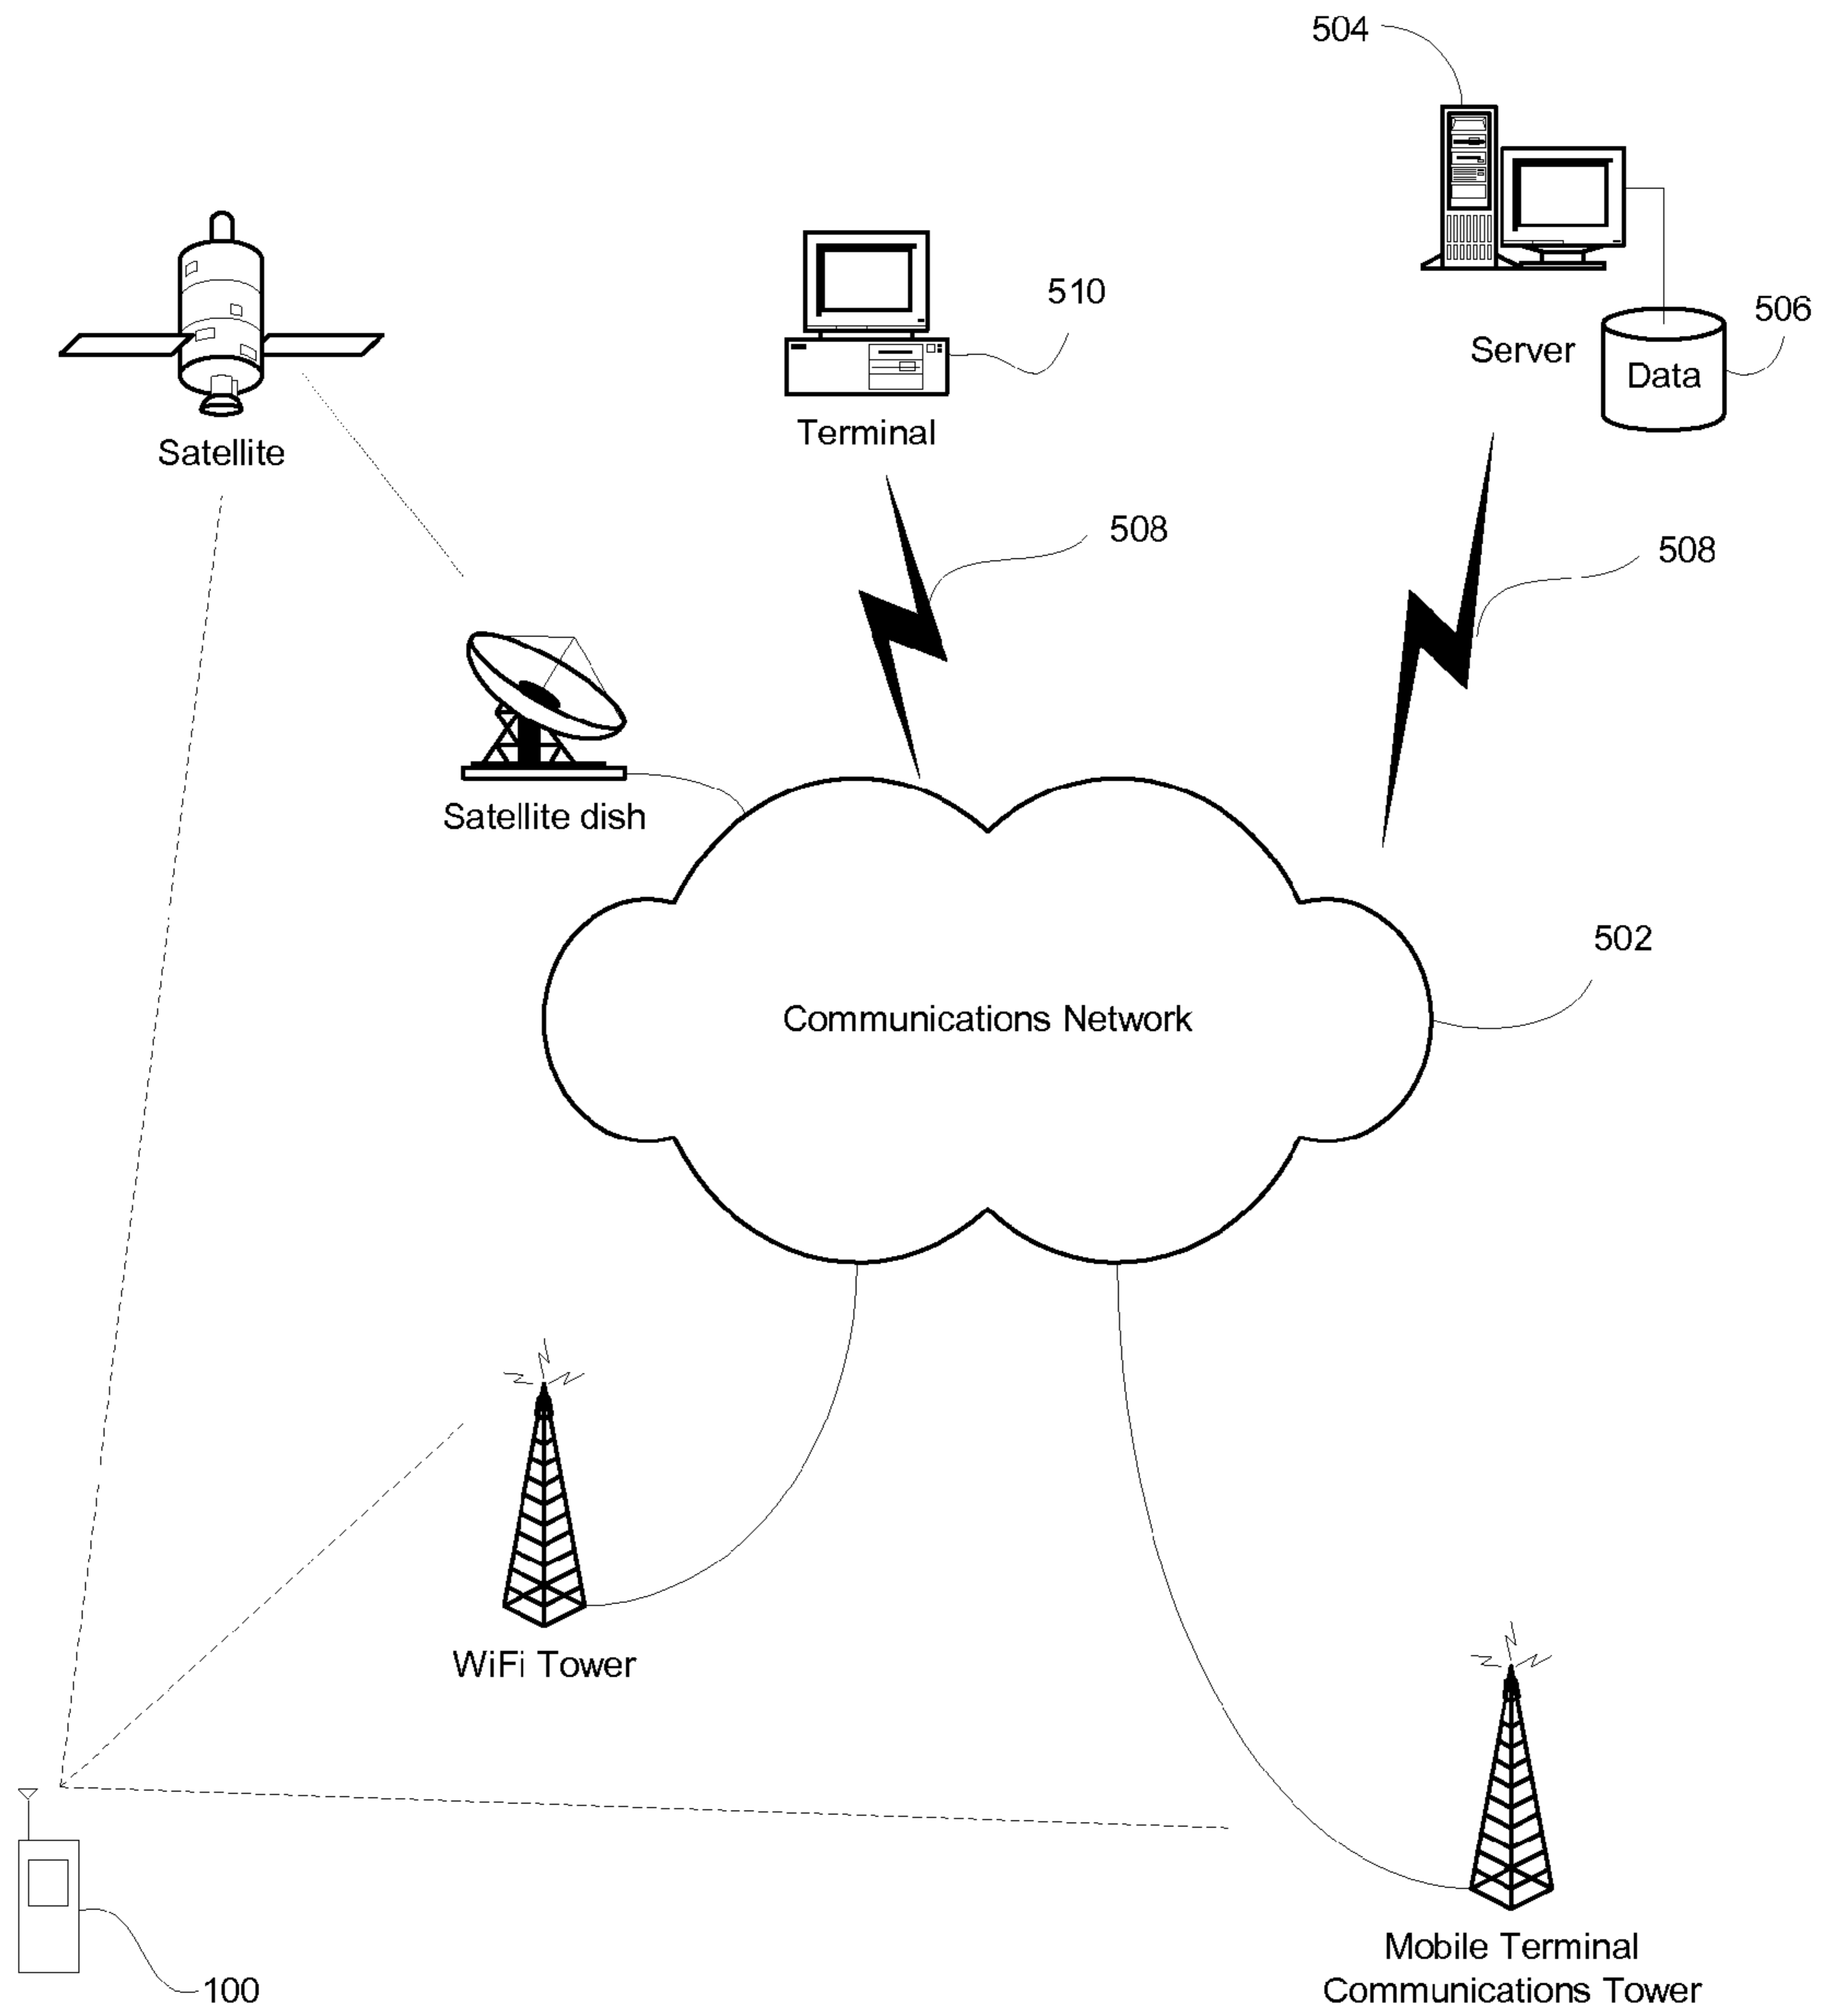 504
510
506
Server
Data
Terminal
Satellite
508
508
Satellite dish
502
Communications Network
WiFi Tower
Mobile Terminal
Communications Tower
100